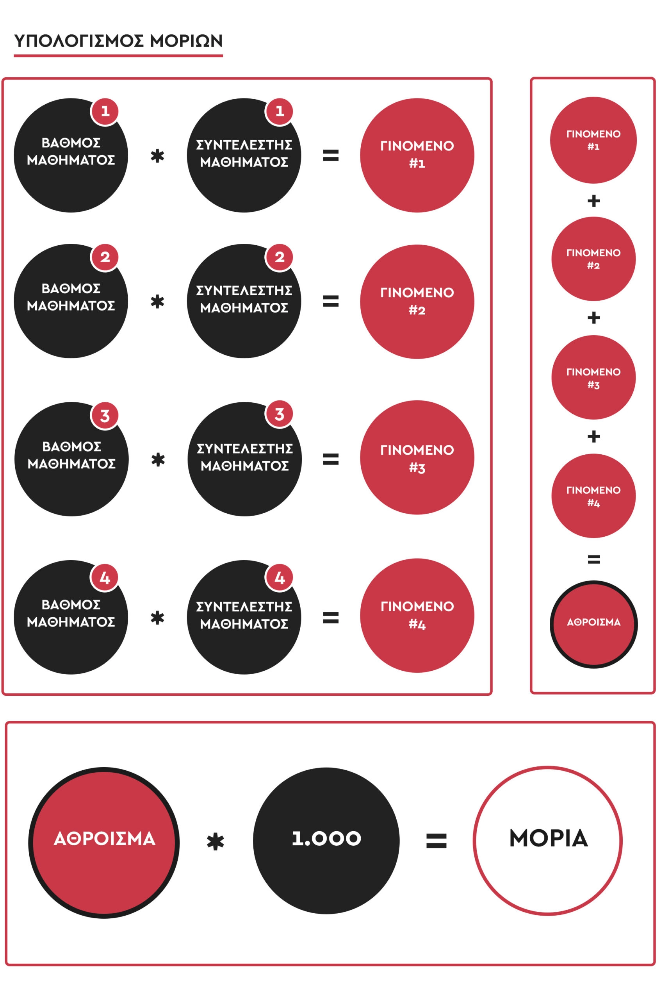 ΥΠΟΛΟΓΙΣΜΟΣ ΜΟΡΙΩΝ
1
ΒΑΘΜΟΣ
ΜΑΘΗΜΑΤΟΣ
*
1
ΣΥΝΤΕΛΕΣΤΗΣ
ΜΑΘΗΜΑΤΟΣ
=
ΓΙΝΟΜΕΝΟ
#1
2
ΒΑΘΜΟΣ
ΜΑΘΗΜΑΤΟΣ
*
2
ΣΥΝΤΕΛΕΣΤΗΣ
ΜΑΘΗΜΑΤΟΣ
=
ΓΙΝΟΜΕΝΟ
#2
3
ΒΑΘΜΟΣ
ΜΑΘΗΜΑΤΟΣ
*
3
ΣΥΝΤΕΛΕΣΤΗΣ
ΜΑΘΗΜΑΤΟΣ
=
ΓΙΝΟΜΕΝΟ
#3
4
ΒΑΘΜΟΣ
ΜΑΘΗΜΑΤΟΣ
*
4
ΣΥΝΤΕΛΕΣΤΗΣ
ΜΑΘΗΜΑΤΟΣ
=
ΓΙΝΟΜΕΝΟ
#4
ΓΙΝΟΜΕΝΟ
#1
+
ΓΙΝΟΜΕΝΟ
#2
+
ΓΙΝΟΜΕΝΟ
#3
+
ΓΙΝΟΜΕΝΟ
#4
=
ΑΘΡΟΙΣΜΑ
ΑΘΡΟΙΣΜΑ
*
1.000
=
ΜΟΡΙΑ